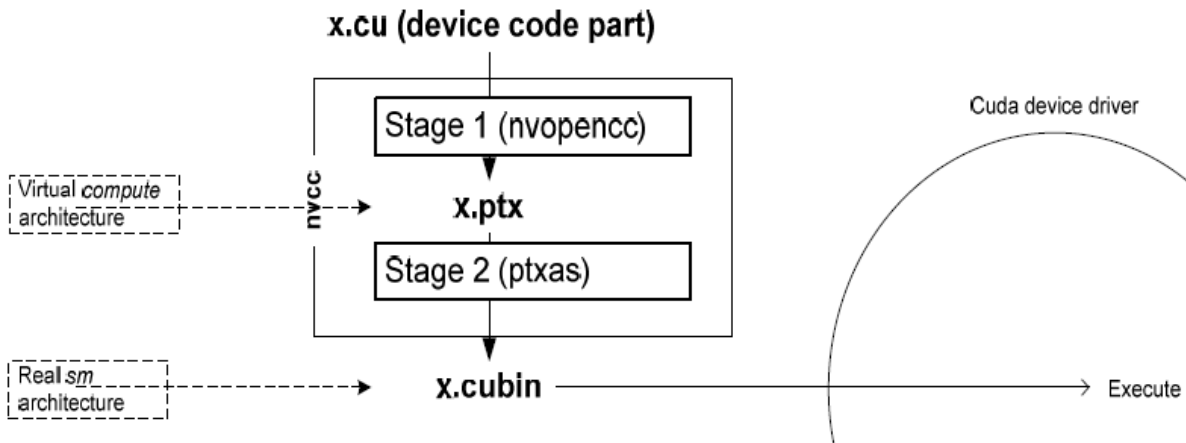 x.cu (device code part)
Cuda device driver
Stage 1 (nvopencc)
nvcc
Virtual compute
architecture
x.ptx
Stage 2 (ptxas)
Reall sm
architecture
x.cubin
Execute